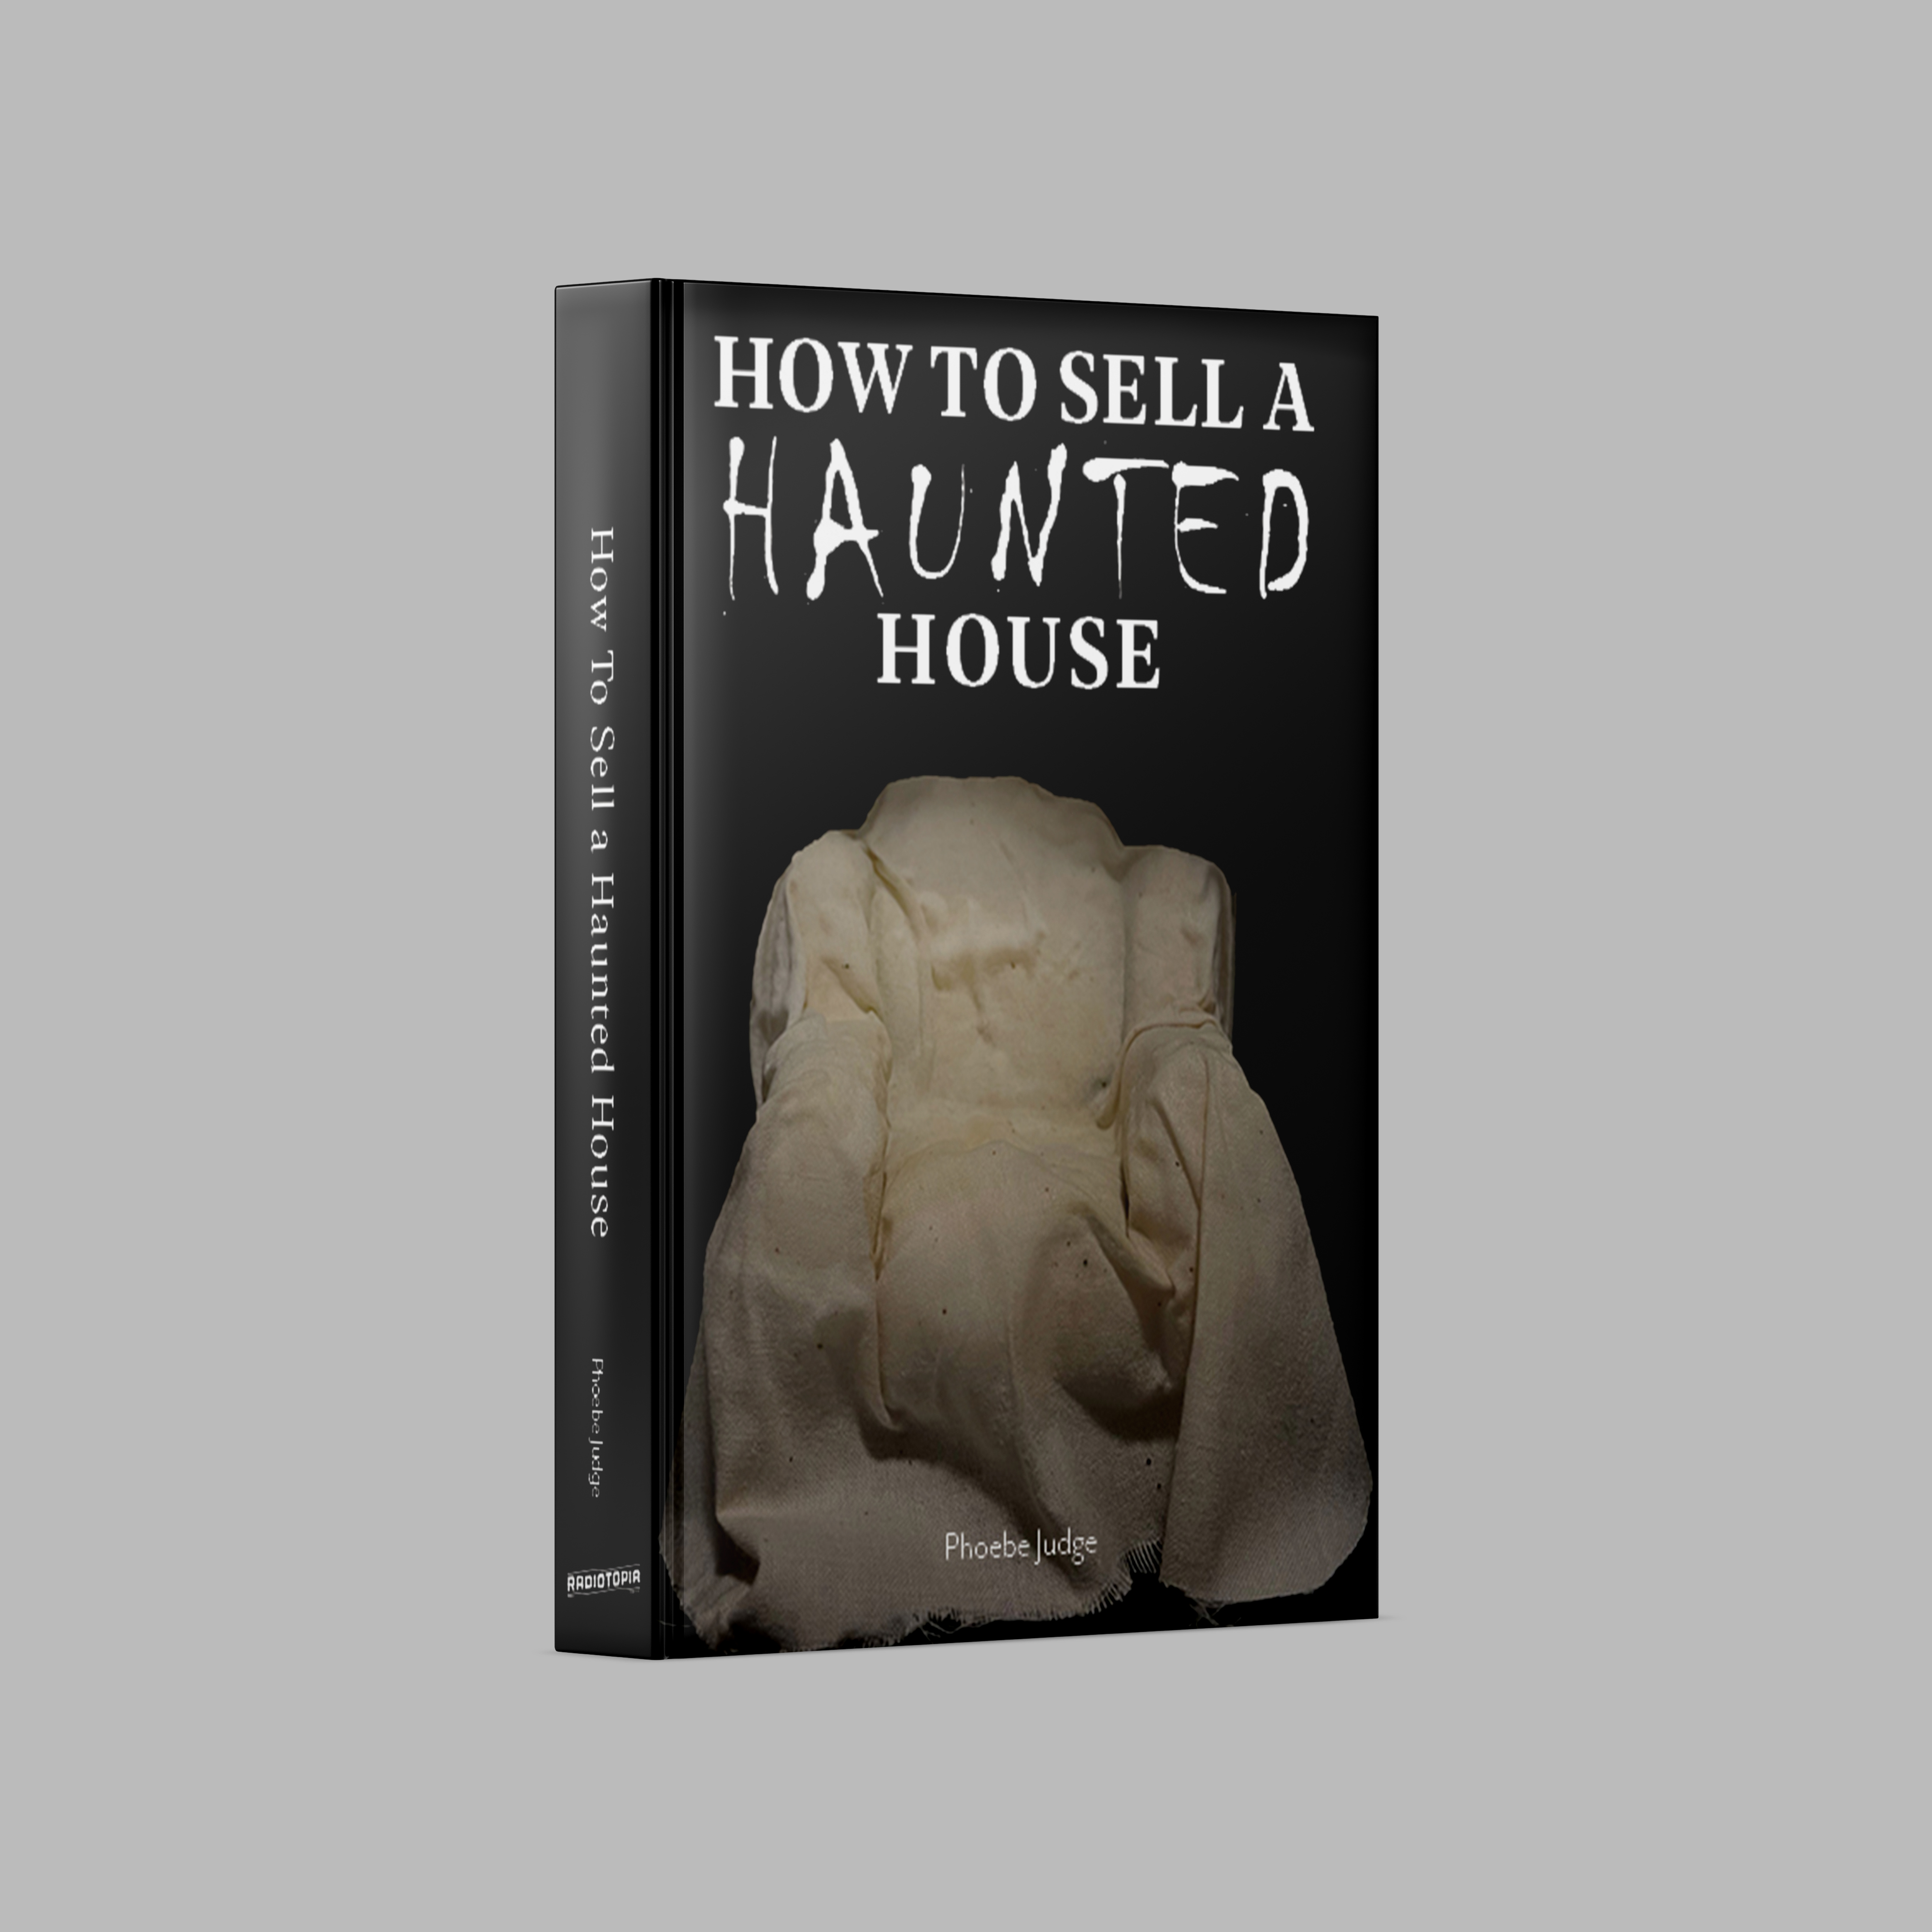 HOW TO SELL A
HAUNTED
HOUSE
Phoebe Judge
How To Sell a Haunted House
Phoebe Judge
RADIOTOPIA